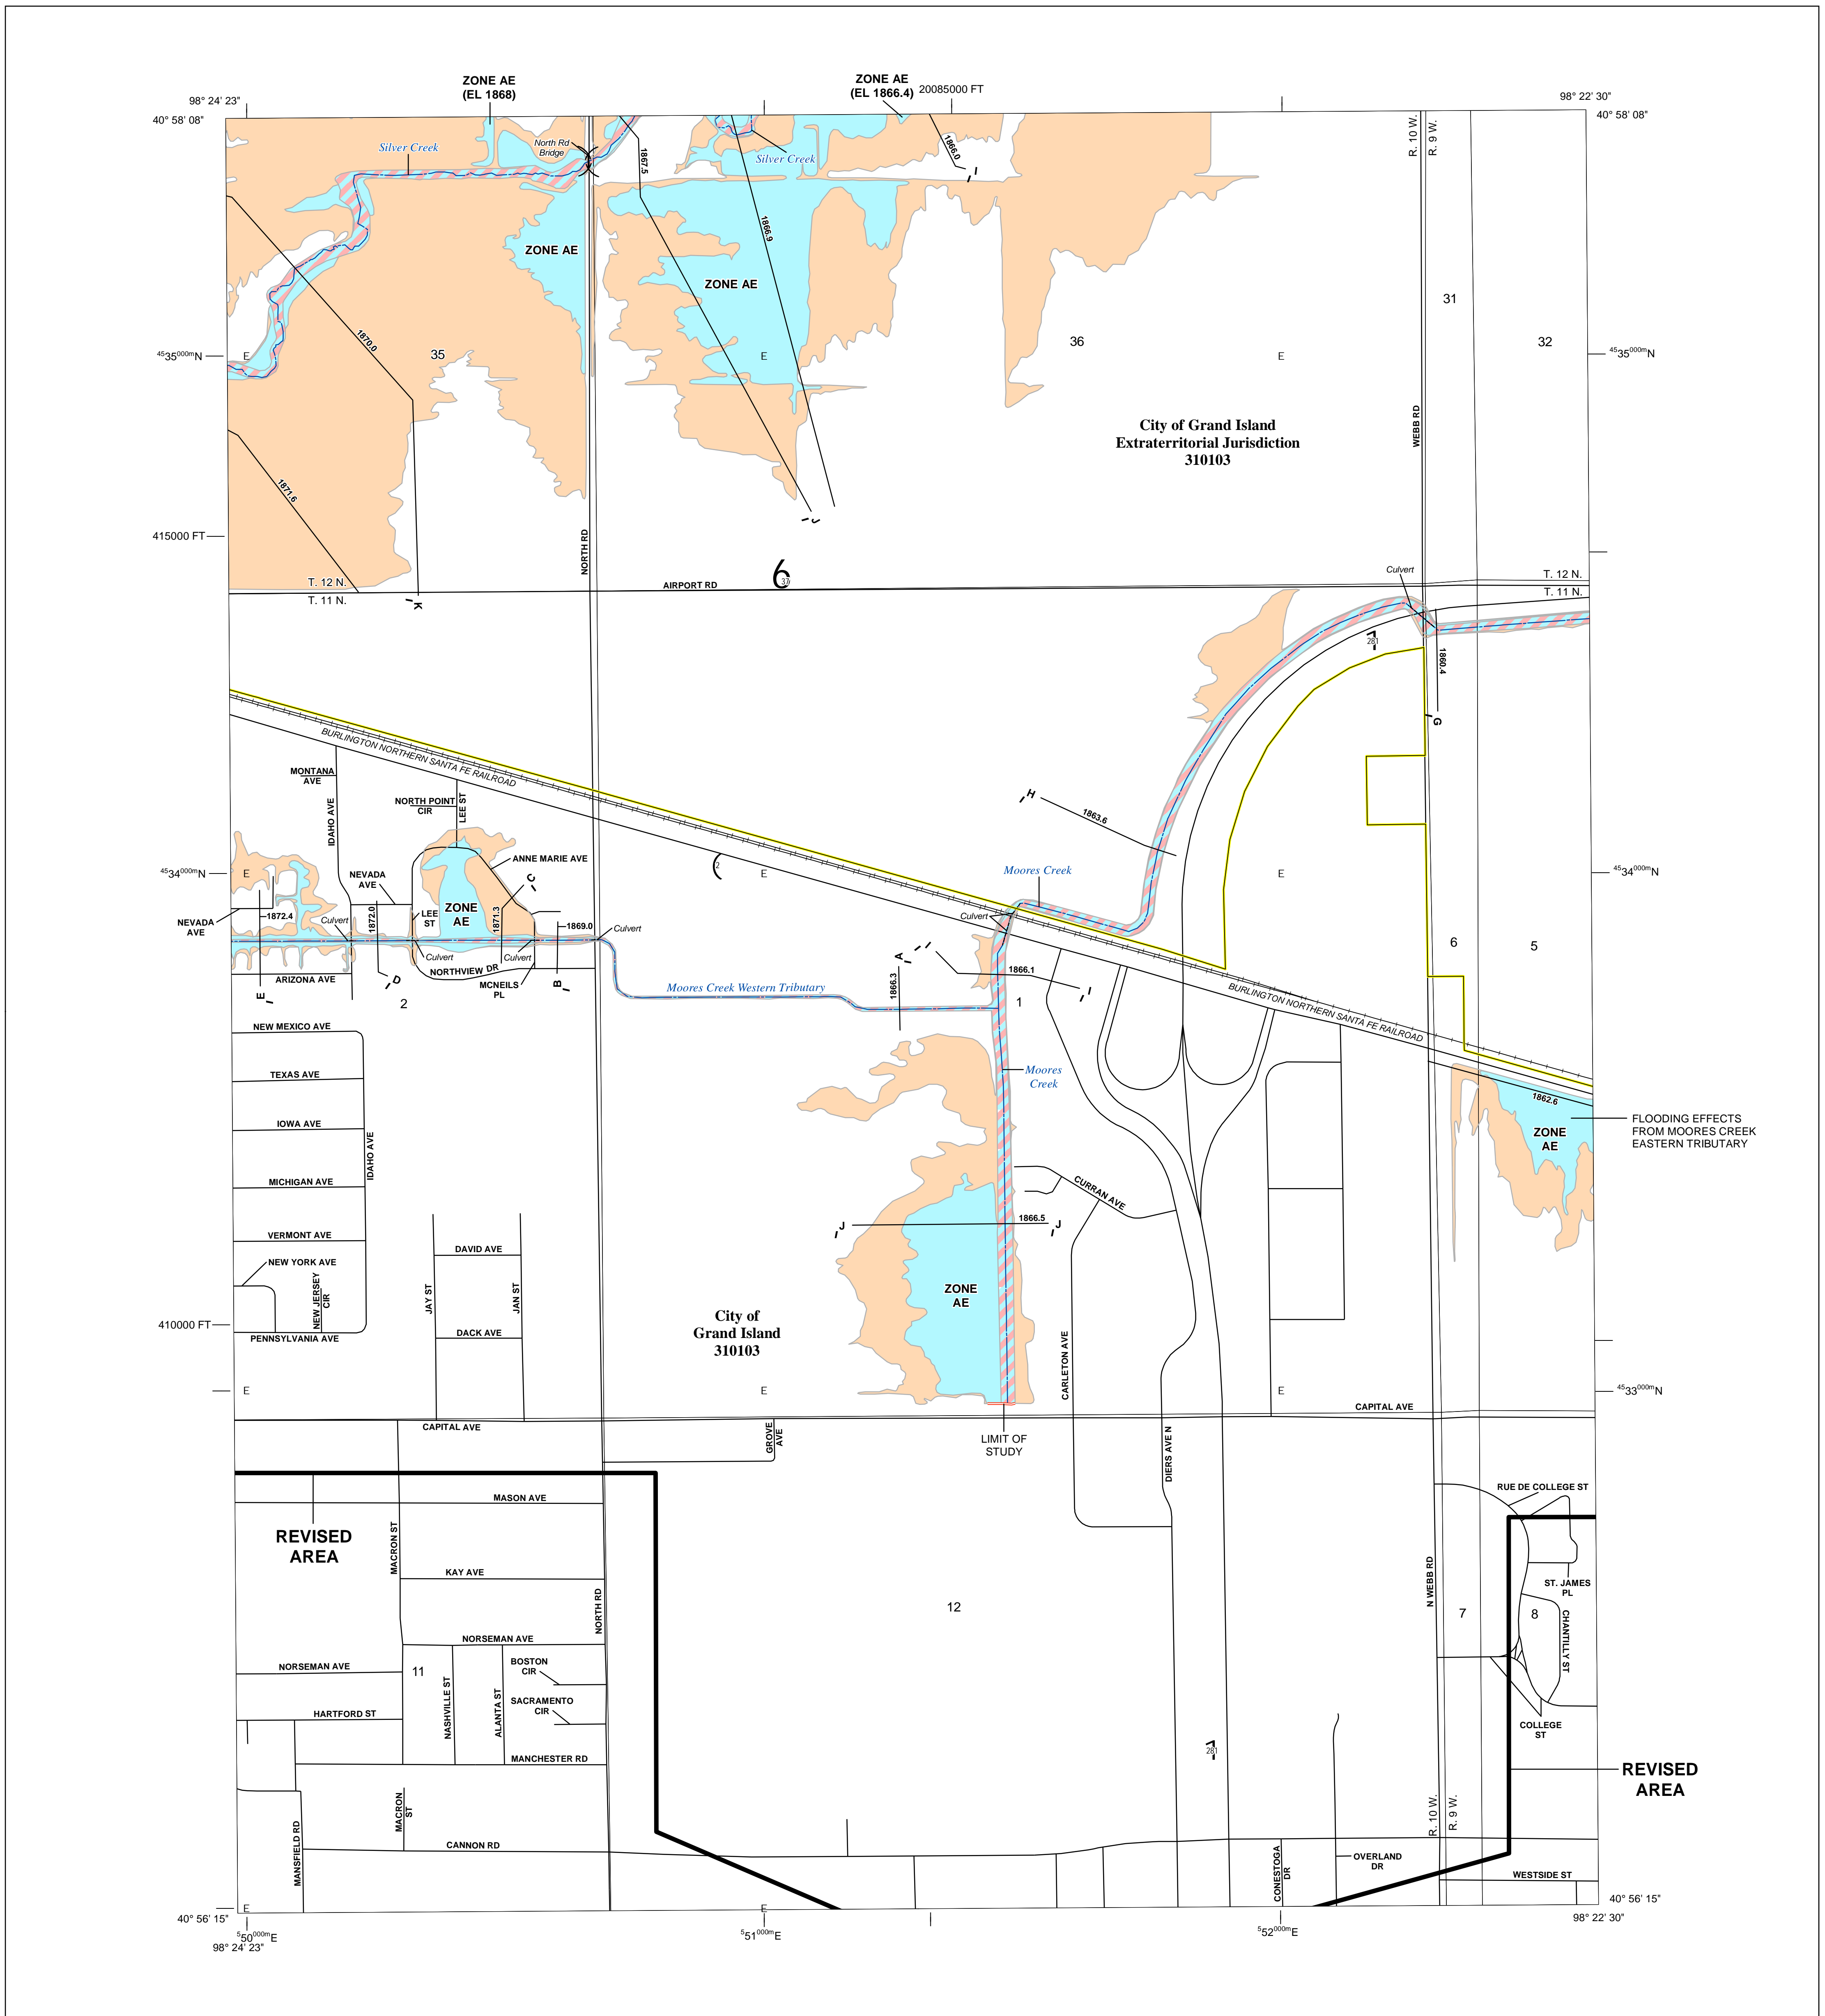 ZONE AE
(EL 1868)
ZONE AE
(EL 1866.4)
20085000 FT
98° 24' 23"
98° 22' 30"
40° 58' 08"
40° 58' 08"
Silver Creek
North Rd
Bridge
1867.5
Silver Creek
1866.0
I
R. 10 W.
R. 9 W.
1866.9
ZONE AE
ZONE AE
31
1870.0
35
36
32
4535000mN
E
E
E
4535000mN
City of Grand Island
Extraterritorial Jurisdiction
310103
WEBB RD
1871.6
J
415000 FT
NORTH RD
6
37
AIRPORT RD
T. 12 N.
T. 11 N.
K
Culvert
T. 12 N.
T. 11 N.
281
1860.4
G
BURLINGTON NORTHERN SANTA FE RAILROAD
MONTANA
AVE
IDAHO AVE
NORTH POINT
CIR
LEE ST
H
1863.6
ANNE MARIE AVE
2
4534000mN
E
E
E
4534000mN
Moores Creek
NEVADA
AVE
C
NEVADA
AVE
1872.4
Culvert
1872.0
LEE
ST
ZONE
AE
1871.3
1869.0
Culvert
Culvert
6
5
Culvert
Culvert
NORTHVIEW DR
A
1866.1
I
I
ARIZONA AVE
D
MCNEILS
PL
B
1866.3
Moores Creek Western Tributary
BURLINGTON NORTHERN SANTA FE RAILROAD
E
2
1
NEW MEXICO AVE
TEXAS AVE
Moores
Creek
1862.6
FLOODING EFFECTS
FROM MOORES CREEK
EASTERN TRIBUTARY
ZONE
AE
IOWA AVE
IDAHO AVE
MICHIGAN AVE
CURRAN AVE
J
1866.5
J
VERMONT AVE
DAVID AVE
NEW YORK AVE
NEW JERSEY
CIR
JAY ST
JAN ST
ZONE
AE
City of
Grand Island
310103
410000 FT
PENNSYLVANIA AVE
DACK AVE
CARLETON AVE
E
E
E
4533000mN
CAPITAL AVE
CAPITAL AVE
GROVE
AVE
LIMIT OF
STUDY
DIERS AVE N
RUE DE COLLEGE ST
MASON AVE
REVISED
AREA
MACRON ST
KAY AVE
NORTH RD
N WEBB RD
ST. JAMES
PL
12
7
8
CHANTILLY ST
NORSEMAN AVE
NORSEMAN AVE
11
BOSTON
CIR
NASHVILLE ST
ALANTA ST
SACRAMENTO
CIR
HARTFORD ST
COLLEGE
ST
MANCHESTER RD
281
REVISED
AREA
MACRON
ST
R. 10 W.
R. 9 W.
MANSFIELD RD
CANNON RD
CONESTOGA
DR
OVERLAND
DR
WESTSIDE ST
E
E
40° 56' 15"
40° 56' 15"
550000mE
551000mE
552000mE
98° 24' 23"
98° 22' 30"